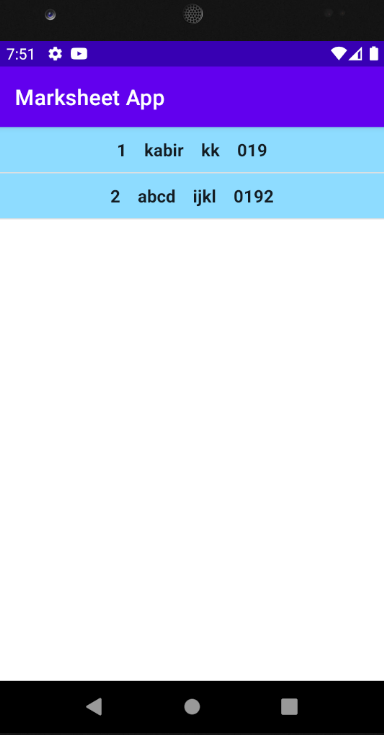 7:51
Marksheet App
1 kabir kk 019
2 abcd ijkl 0192